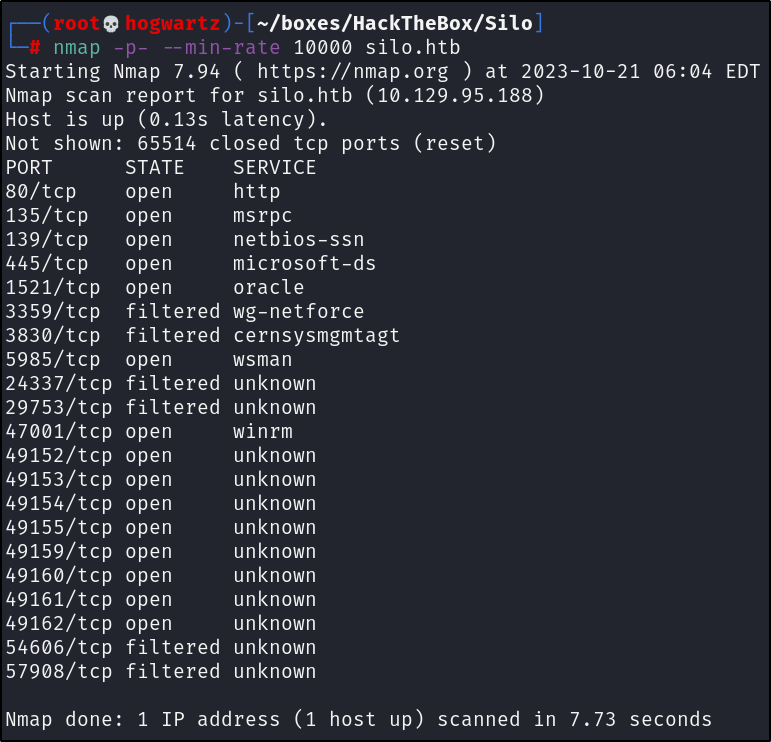 ┌──(root💀hogwartz)-[~/boxes/HackTheBox/Silo]
└─# nmap -p- --min-rate 10000 silo.htb
Starting Nmap 7.94 ( https://nmap.org ) at 2023-10-21 06:04 EDT
Nmap scan report for silo.htb (10.129.95.188)
Host is up (0.13s latency).
Not shown: 65514 closed tcp ports (reset)
PORT      STATE    SERVICE
80/tcp    open     http
135/tcp   open     msrpc
139/tcp   open     netbios-ssn
445/tcp   open     microsoft-ds
1521/tcp  open     oracle
3359/tcp  filtered wg-netforce
3830/tcp  filtered cernsysmgmtagt
5985/tcp  open     wsman
24337/tcp filtered unknown
29753/tcp filtered unknown
47001/tcp open     winrm
49152/tcp open     unknown
49153/tcp open     unknown
49154/tcp open     unknown
49155/tcp open     unknown
49159/tcp open     unknown
49160/tcp open     unknown
49161/tcp open     unknown
49162/tcp open     unknown
54606/tcp filtered unknown
57908/tcp filtered unknown

Nmap done: 1 IP address (1 host up) scanned in 7.73 seconds